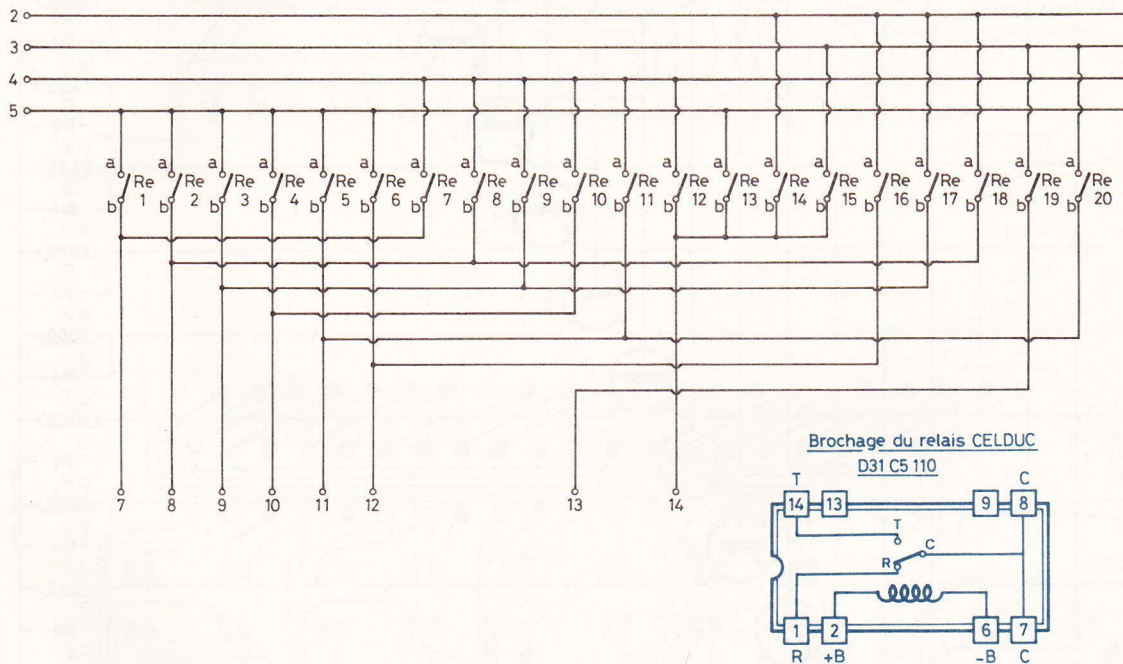 2
3
4
5
a a a a a a a a a a a a a a a a a a a a
Re Re Re Re Re Re Re Re Re Re Re Re Re Re Re Re Re Re Re Re
b b b b b b b b b b b b b b b b b b b b
1 2 3 4 5 6 7 8 9 10 11 12 13 14 15 16 17 18 19 20
7 8 9 10 11 12 13 14
Brochage du relais CELDUC
D31 C5 110
T C
14 13 9 8
T
C
R
1 2 6 7
R +B -B C